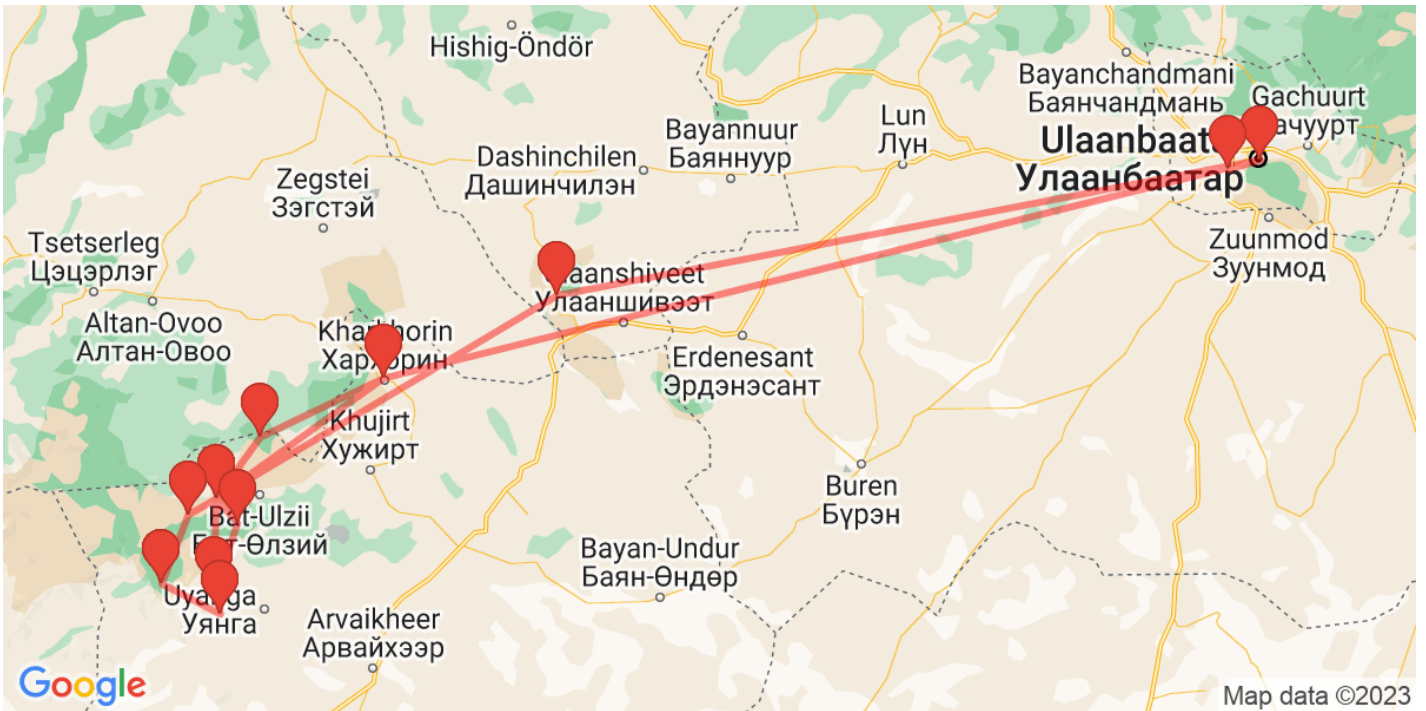 Hishig-Öndör
Bayanchandmani
Баянчандмань
Gachuurt
Lun
Лүн
Bayannuur
Баяннуур
Ulaanbaat
Улаанбаатар
Dashinchilen
Дашинчилэн
Zegstei
Зэгстэй
Zuunmod
Зуунмод
Tsetserleg
Цэцэрлэг
Улааншивээт
Altan-Ovoo
Алтан-Овоо
Erdenesant
Эрдэнэсант
Khujirt
Хужирт
Buren
Бүрэн
Bat-Ulzii
Bayan-Undur
Баян-Өндөр
Уянга
Arvaikheer
Арвайхээр
Google
Map data ©2023